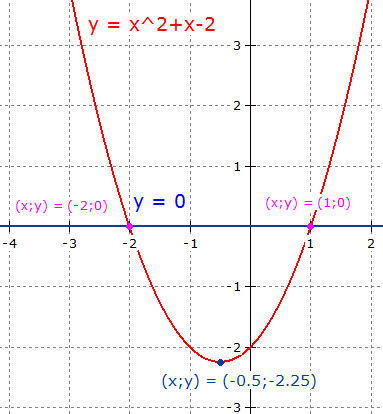 y = x^2+x-2
3
2
1
(x;y) = (-2;0)
y = 0
(x;y) = (1;0)
-4 -3 -2 -1 1 2
-1
-2
(x;y) = (-0.5;-2.25)
-3